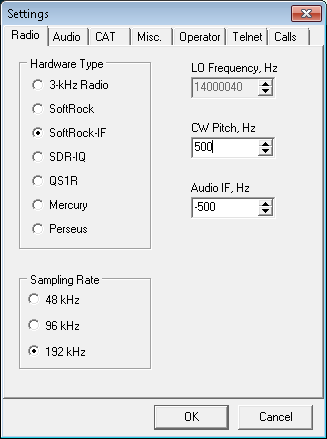 Settings
Radio Audio CAT Misc. Operator Telnet Calls
Hardware Type
3-kHz Radio
SoftRock
SoftRock-IF
SDR-IQ
QS1R
Mercury
Perseus
LO Frequency, Hz
14000040
CW Pitch, Hz
500
Audio IF, Hz
-500
Sampling Rate
48 kHz
96 kHz
192 kHz
OK Cancel